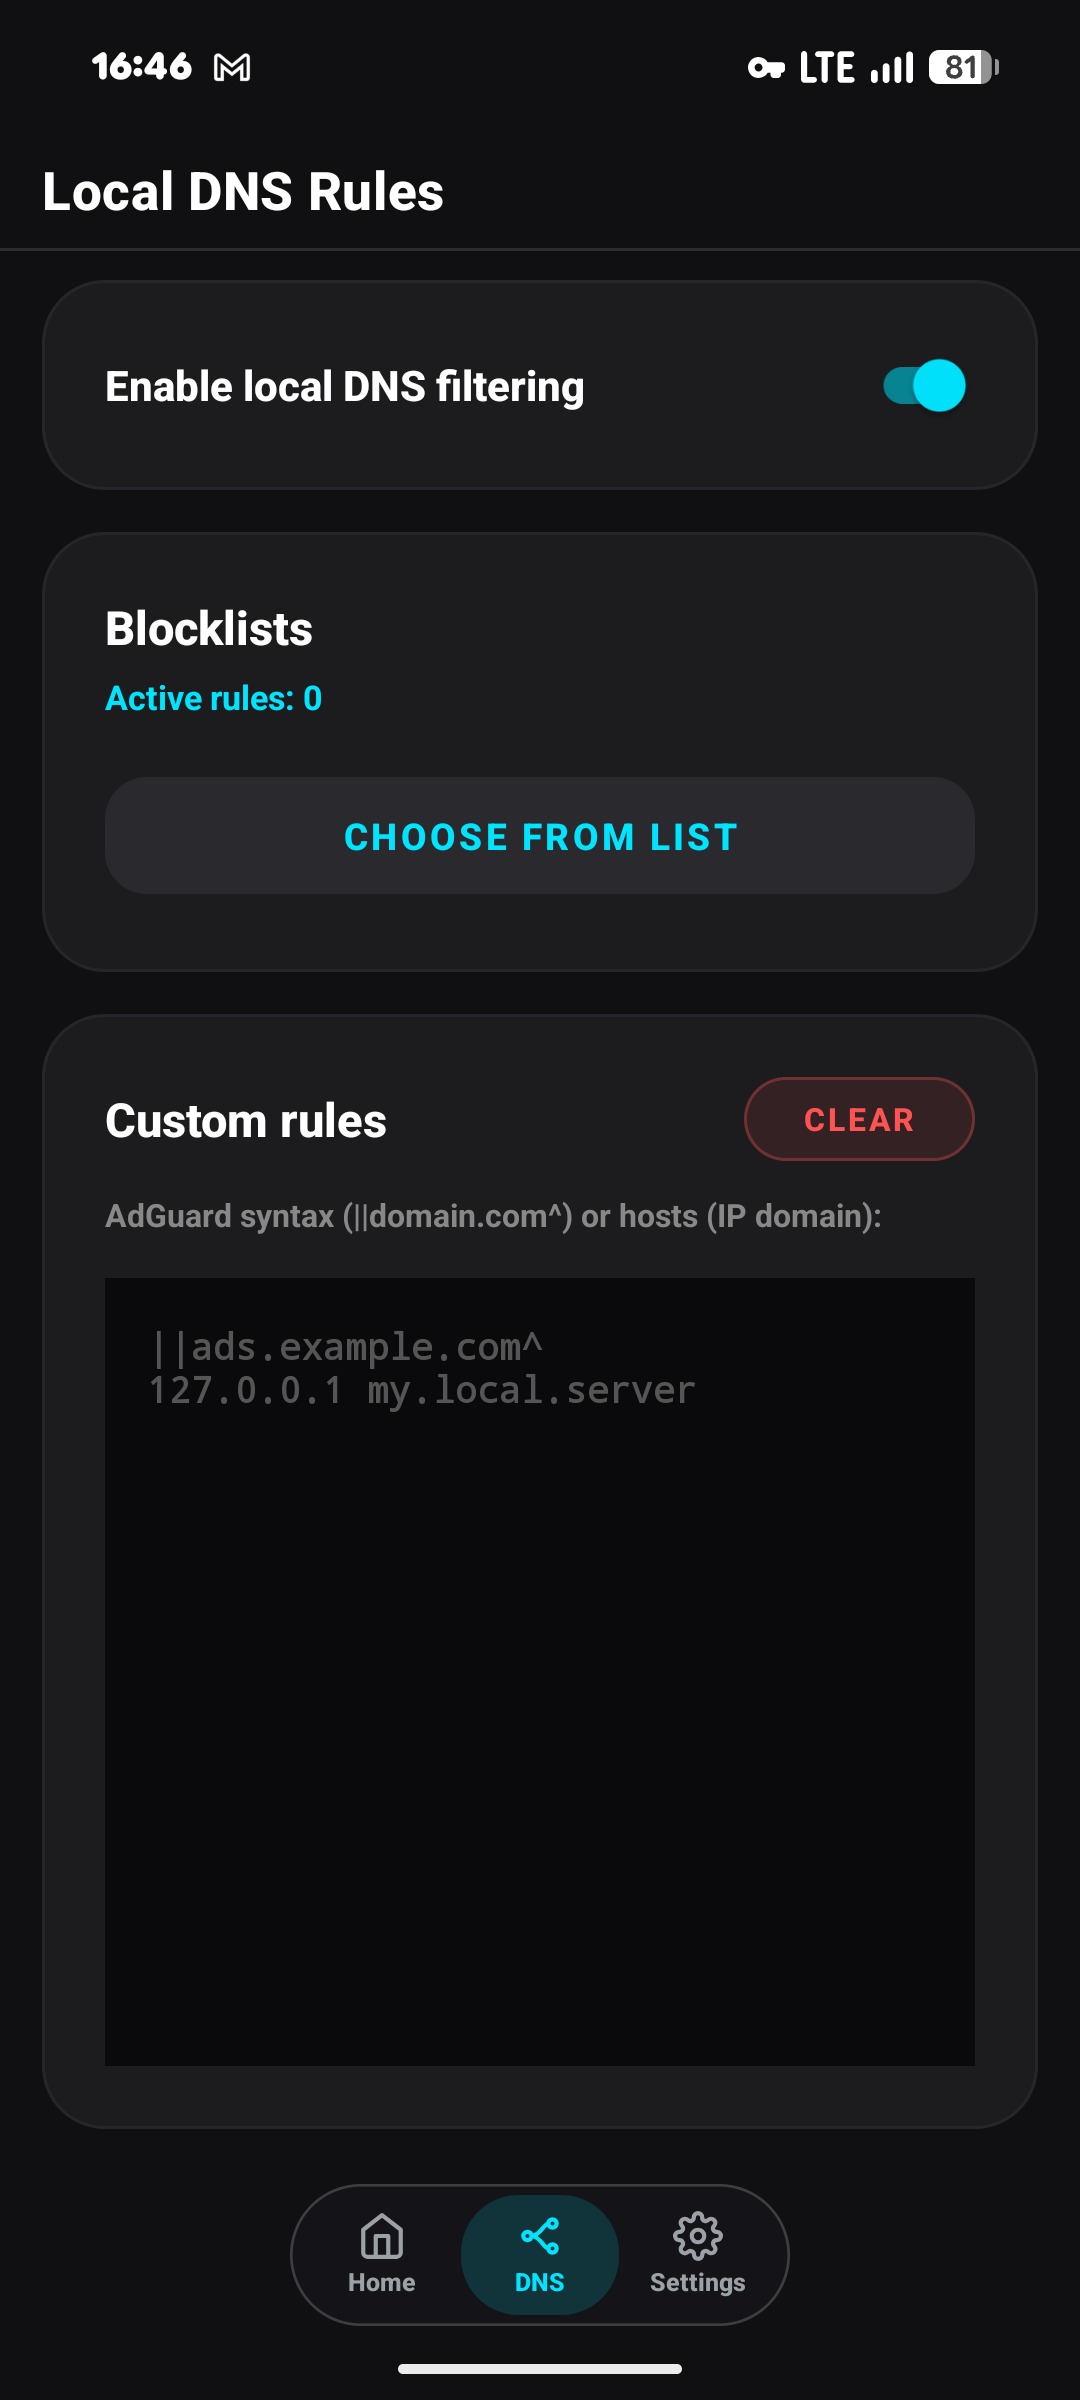 16:46 LTE 81
Local DNS Rules
Enable local DNS filtering
Blocklists
Active rules: 0
CHOOSE FROM LIST
Custom rules
CLEAR
AdGuard syntax (||domain.com^) or hosts (IP domain):
||ads.example.com^
127.0.0.1 my.local.server
Home DNS Settings